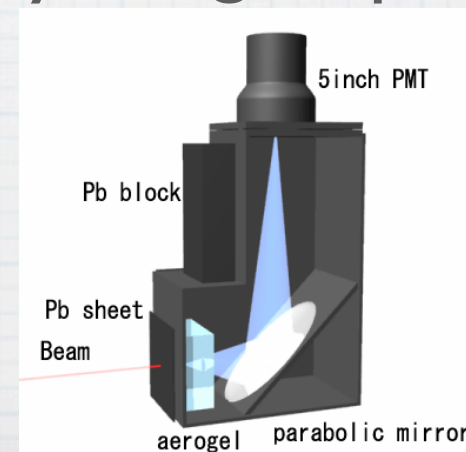 5inch PMT
Pb block
Pb sheet
Beam
aerogel
parabolic mirror